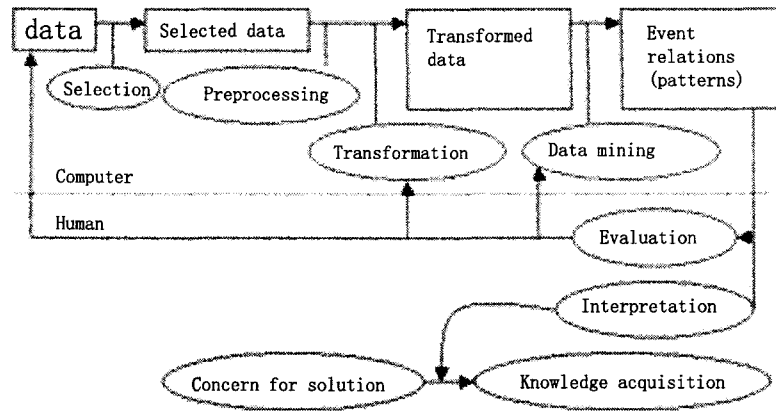 data
Selected data
Transformed
data
Event
relations
(patterns)
Selection
Preprocessing
Transformation
Data mining
Computer
Human
Evaluation
Interpretation
Concern for solution
Knowledge acquisition